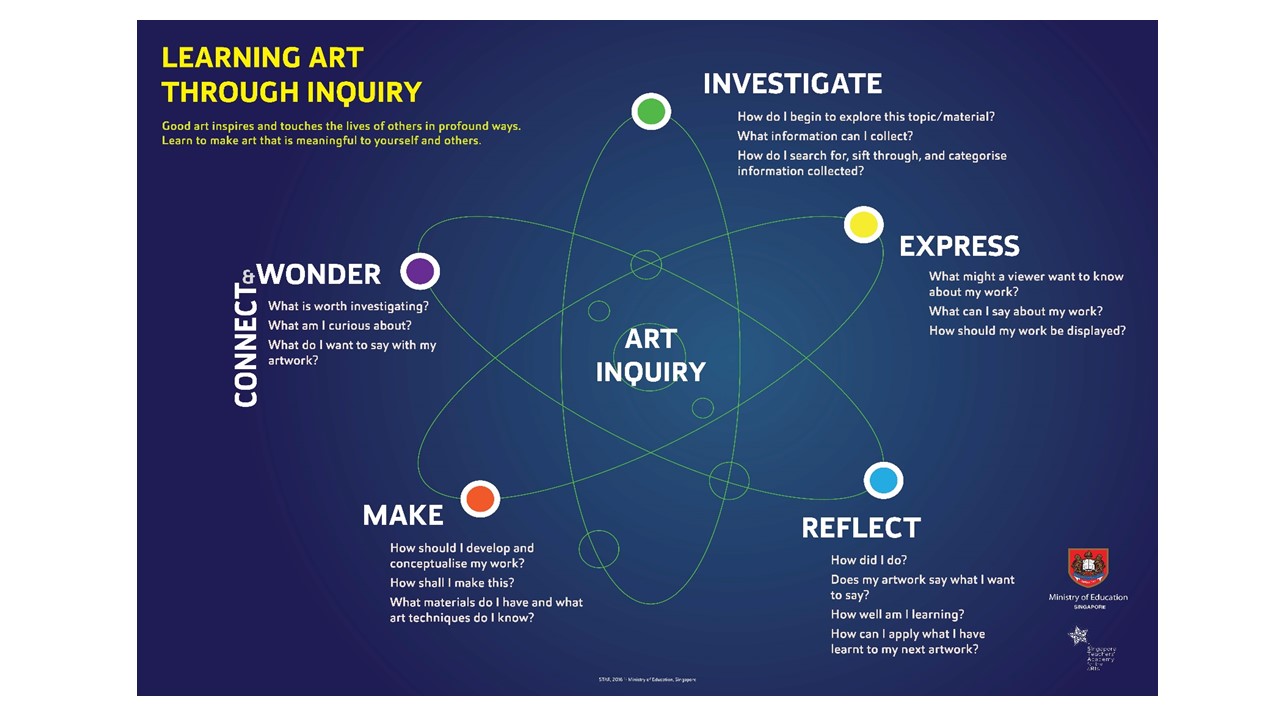 LEARNING ART
THROUGH INQUIRY
Good art inspires and touches the lives of others in profound ways.
Learn to make art that is meaningful to yourself and others.
INVESTIGATE
How do I begin to explore this topic/material?
What information can I collect?
How do I search for, sift through, and categorise
information collected?
EXPRESS
What might a viewer want to know
about my work?
What can I say about my work?
How should my work be displayed?
CONNECT
&WONDER
What is worth investigating?
What am I curious about?
What do I want to say with my
artwork?
ART
INQUIRY
MAKE
How should I develop and
conceptualise my work?
How shall I make this?
What materials do I have and what
art techniques do I know?
REFLECT
How did I do?
Does my artwork say what I want
to say?
How well am I learning?
How can I apply what I have
learnt to my next artwork?
Ministry of Education
SINGAPORE
Singapore
Teachers'
Academy
for the
aRts
STAR, 2016 Ministry of Education, Singapore